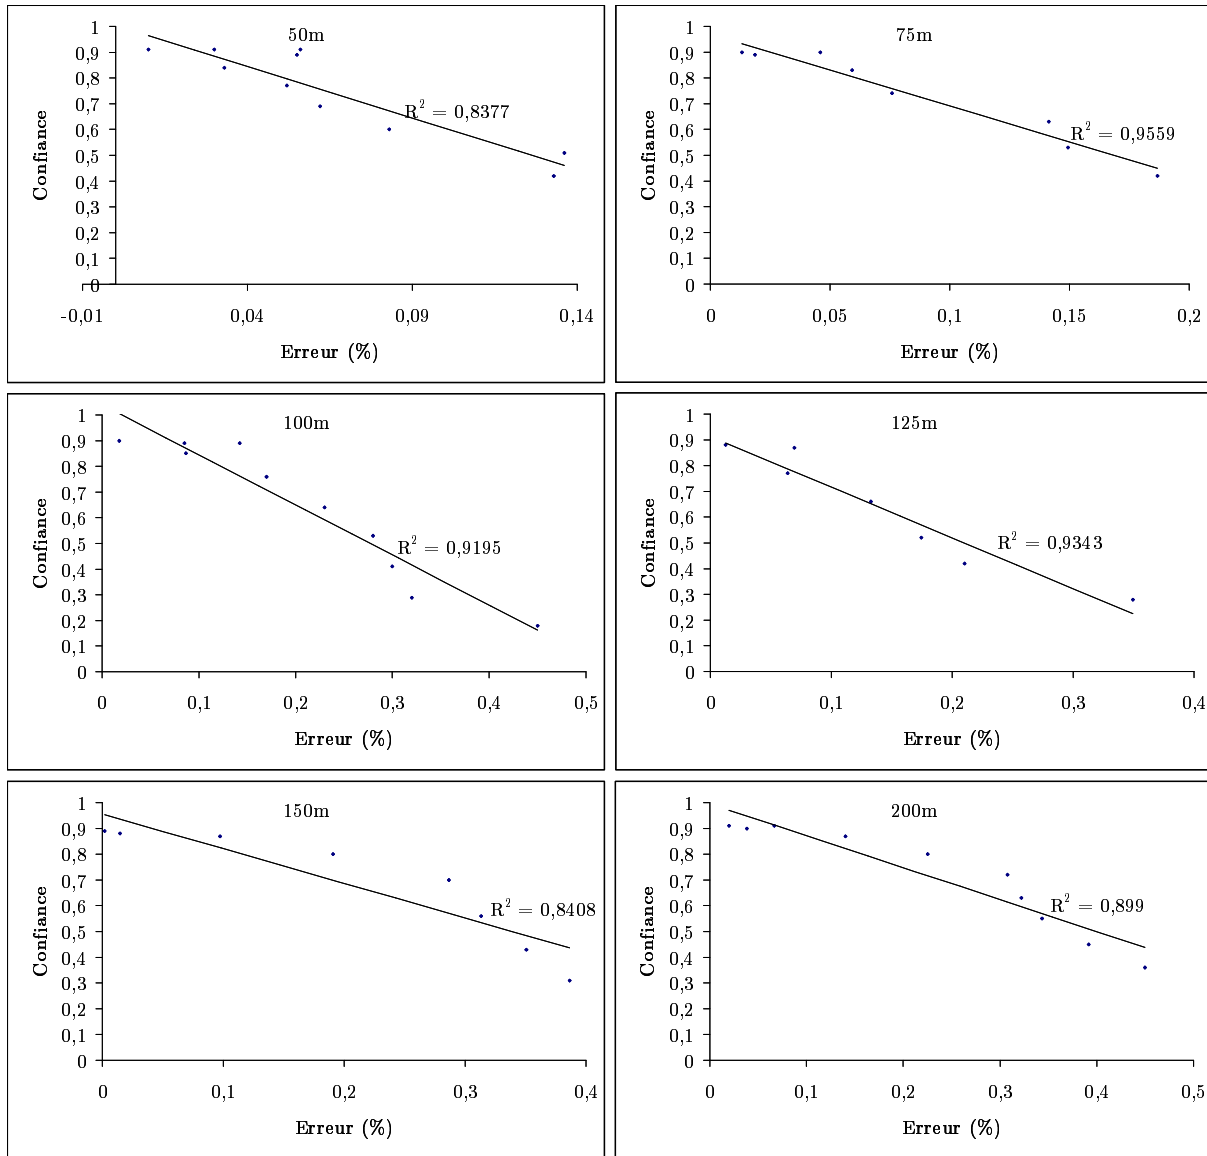 50m
1
0,9
0,8
0,7
0,6
0,5
0,4
0,3
0,2
0,1
0
Confiance
R² = 0,8377
-0,01 0,04 0,09 0,14
Erreur (%)
75m
1
0,9
0,8
0,7
0,6
0,5
0,4
0,3
0,2
0,1
0
Confiance
R² = 0,9559
0 0,05 0,1 0,15 0,2
Erreur (%)
100m
1
0,9
0,8
0,7
0,6
0,5
0,4
0,3
0,2
0,1
0
Confiance
R² = 0,9195
0 0,1 0,2 0,3 0,4 0,5
Erreur (%)
125m
1
0,9
0,8
0,7
0,6
0,5
0,4
0,3
0,2
0,1
0
Confiance
R² = 0,9343
0 0,1 0,2 0,3 0,4
Erreur (%)
150m
1
0,9
0,8
0,7
0,6
0,5
0,4
0,3
0,2
0,1
0
Confiance
R² = 0,8408
0 0,1 0,2 0,3 0,4
Erreur (%)
200m
1
0,9
0,8
0,7
0,6
0,5
0,4
0,3
0,2
0,1
0
Confiance
R² = 0,899
0 0,1 0,2 0,3 0,4 0,5
Erreur (%)